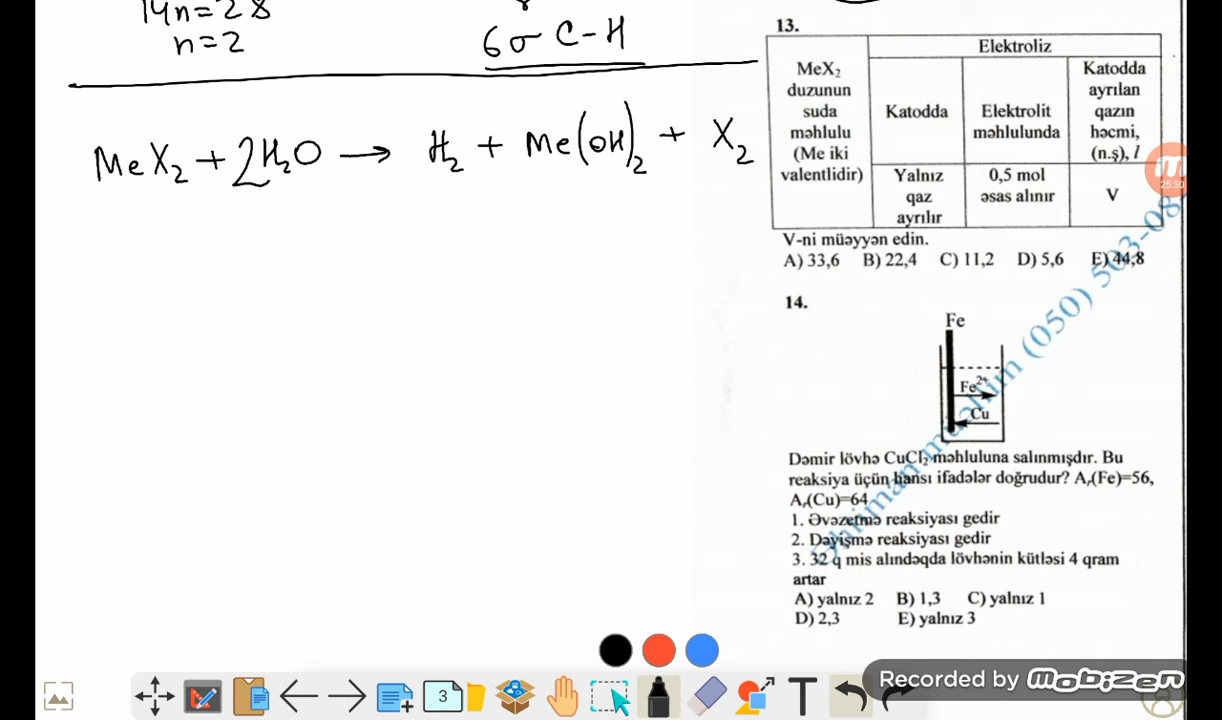 14n=28
n=2
6σ C-H
MeX₂ + 2H₂O → H₂ + Me(OH)₂ + X₂
13.
MeX₂ duzunun suda məhlulu (Me iki valentlidir)
Elektroliz
Katodda
Elektrolit məhlulunda
Katodda ayrılan qazın həcmi, (n.ş), l
Yalnız qaz ayrılır
0,5 mol əsas alınır
V
V-ni müəyyən edin.
A) 33,6 B) 22,4 C) 11,2 D) 5,6 E) 44,8
14.
Fe
Fe²⁺
Cu
Dəmir lövhə CuCl₂ məhluluna salınmışdır. Bu
reaksiya üçün hansı ifadələr doğrudur? Aᵣ(Fe)=56,
Aᵣ(Cu)=64
1. Əvəzetmə reaksiyası gedir
2. Dəyişmə reaksiyası gedir
3. 32 q mis alındaqda lövhənin kütləsi 4 qram
artar
A) yalnız 2 B) 1,3 C) yalnız 1
D) 2,3 E) yalnız 3
25:30
3
T
Recorded by mobizen